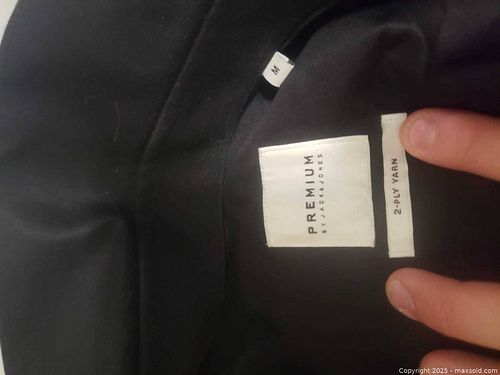 M
PREMIUM
BY JACK&JONES
2-PLY YARN
Copyright 2025 - maxsold.com